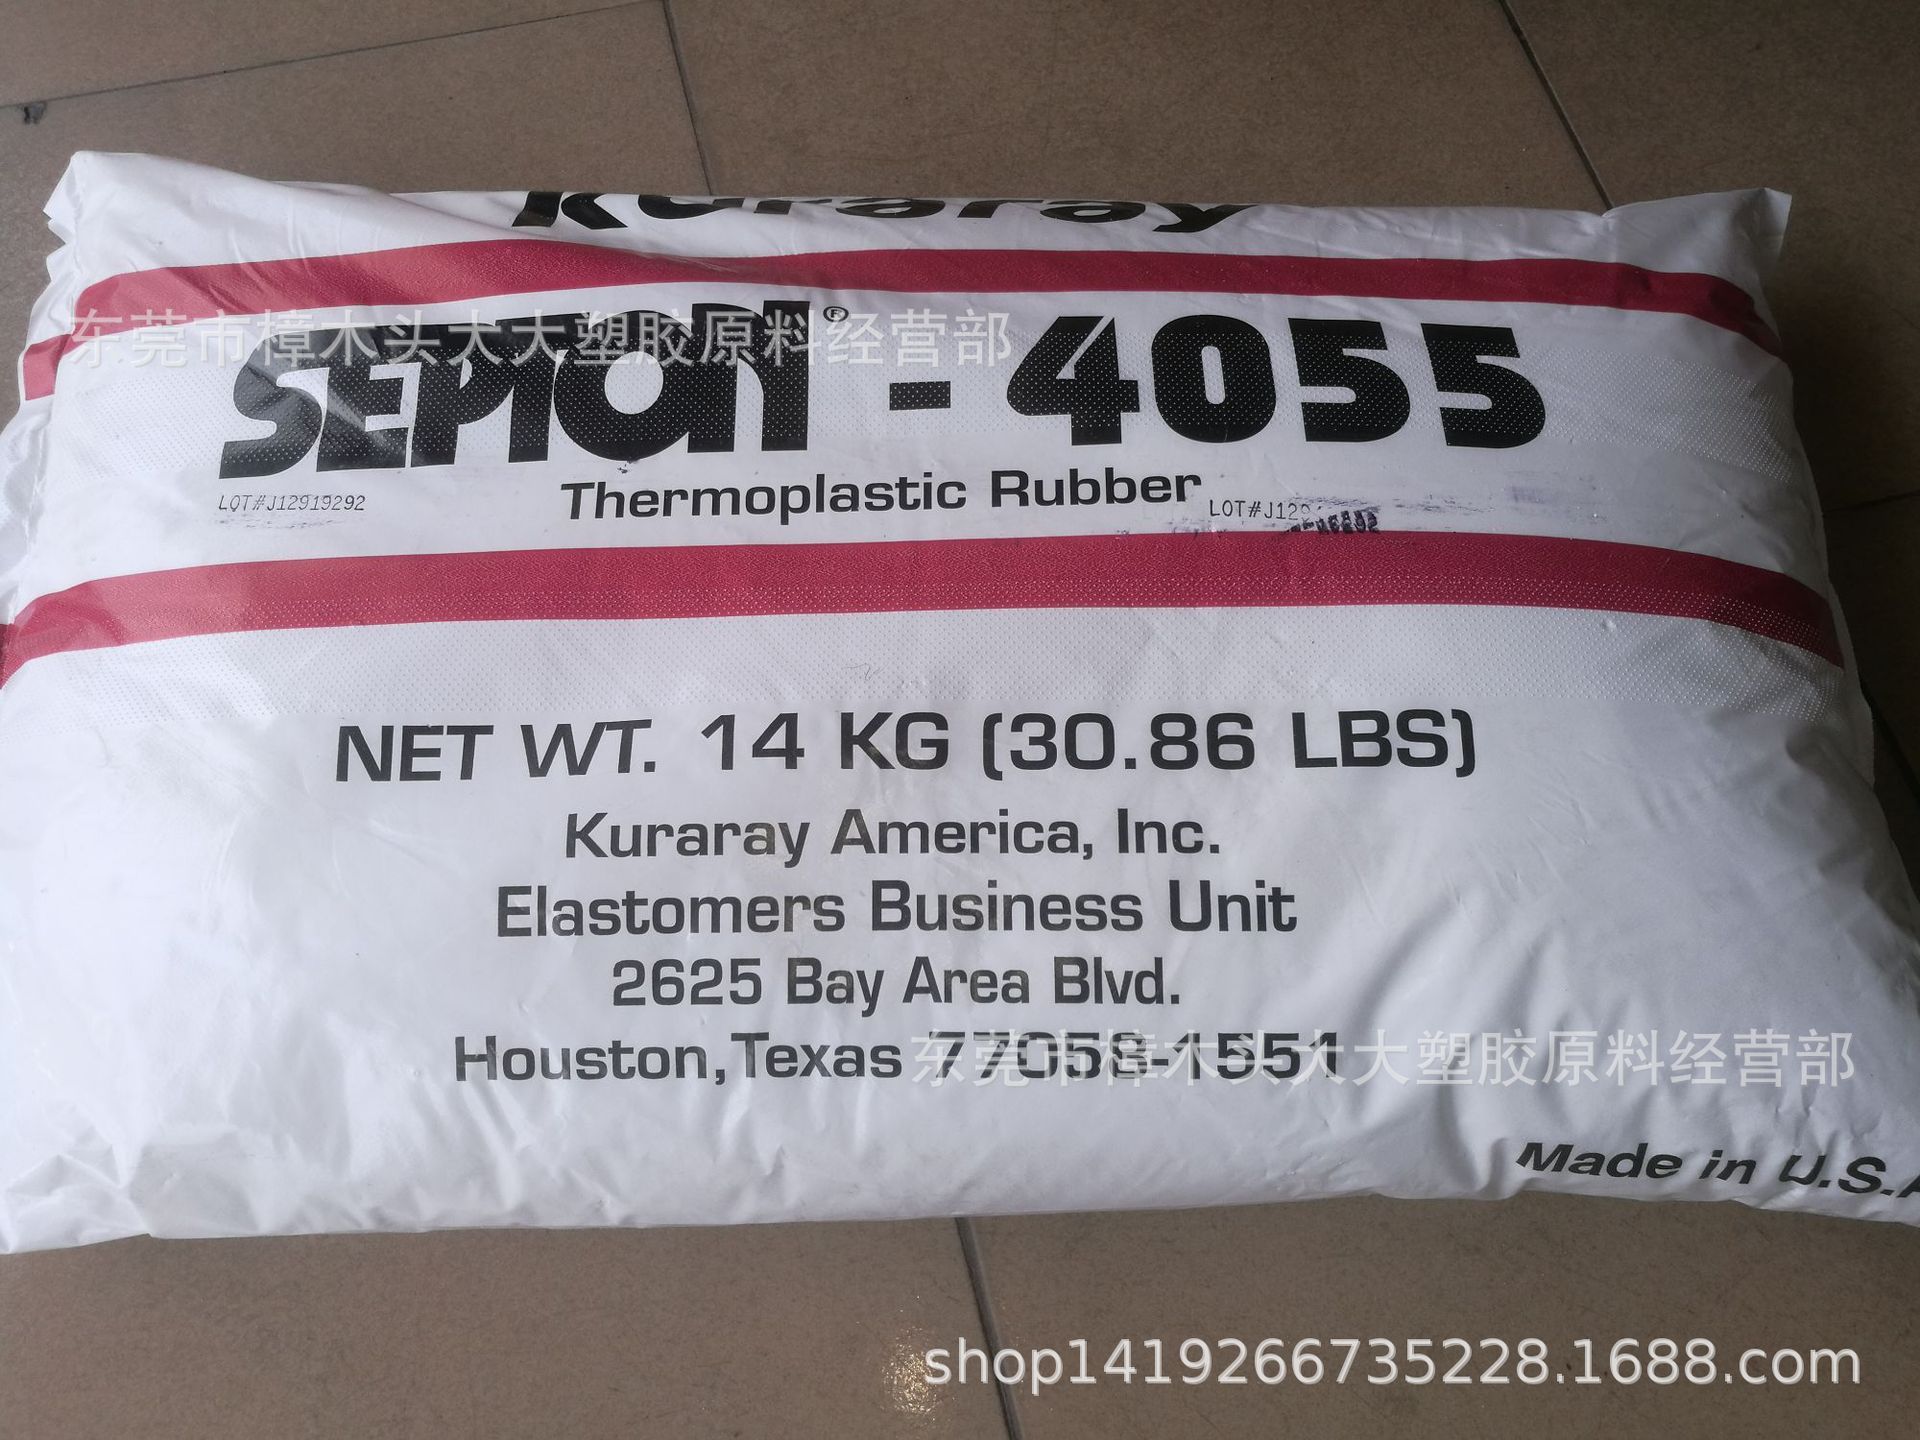 Kuraray
SEPTON® - 4055
东莞市樟木头大大塑胶原料经营部
Thermoplastic Rubber
LOT#J12919292
LOT#J129
NET WT. 14 KG (30.86 LBS)
Kuraray America, Inc.
Elastomers Business Unit
2625 Bay Area Blvd.
Houston, Texas 77058-1551
东莞市樟木头大大塑胶原料经营部
Made in U.S.A
shop1419266735228.1688.com